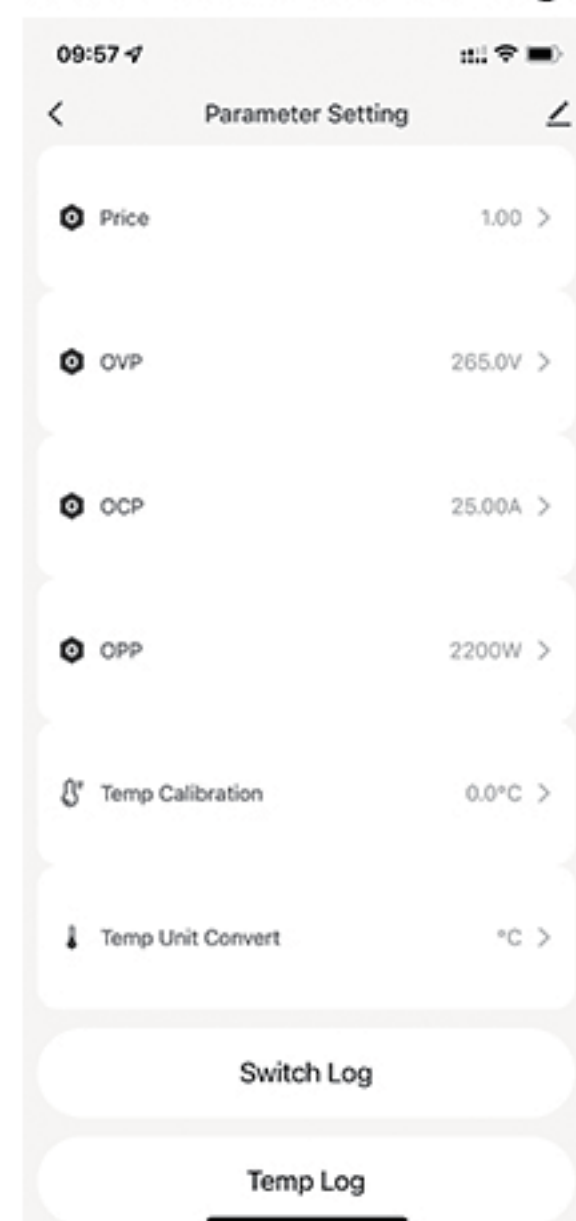 09:57
Parameter Setting
Price 1.00
OVP 265.0V
OCP 25.00A
OPP 2200W
Temp Calibration 0.0°C
Temp Unit Convert °C
Switch Log
Temp Log